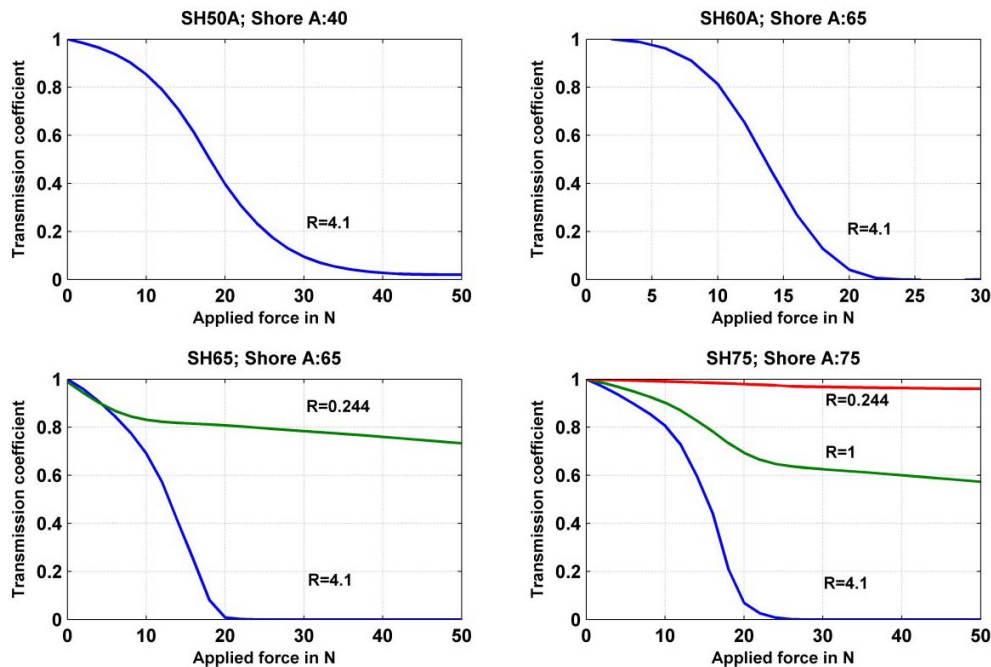 SH50A; Shore A:40
Transmission coefficient
1
0.8
0.6
0.4
0.2
0
R=4.1
0 10 20 30 40 50
Applied force in N
SH60A; Shore A:65
Transmission coefficient
1
0.8
0.6
0.4
0.2
0
R=4.1
0 5 10 15 20 25 30
Applied force in N
SH65; Shore A:65
Transmission coefficient
1
0.8
0.6
0.4
0.2
0
R=0.244
R=4.1
0 10 20 30 40 50
Applied force in N
SH75; Shore A:75
Transmission coefficient
1
0.8
0.6
0.4
0.2
0
R=0.244
R=1
R=4.1
0 10 20 30 40 50
Applied force in N